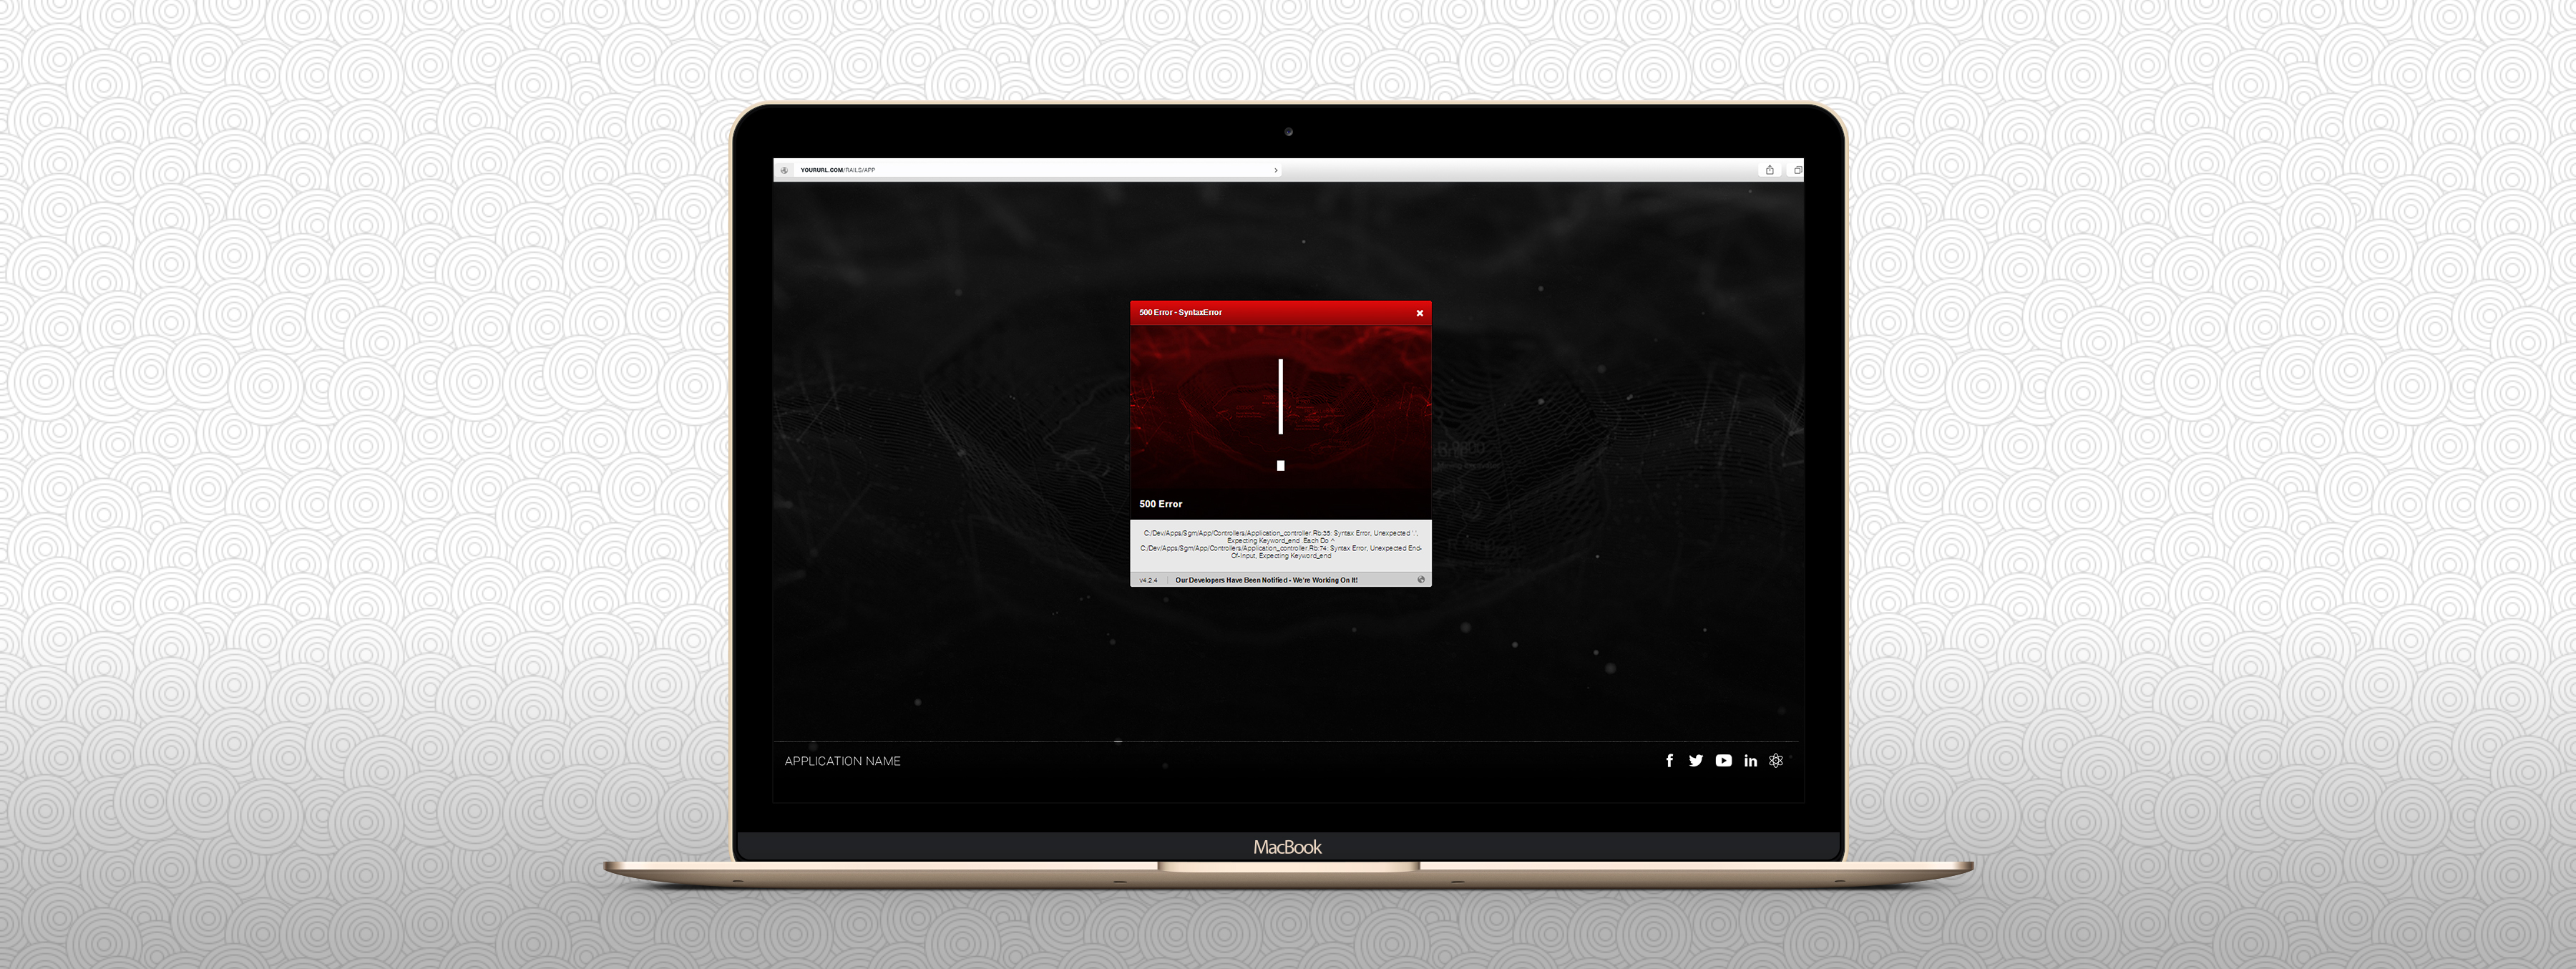 YOURURL.COM/RAILS/APP
500 Error - SyntaxError
500 Error
C:/Dev/Apps/Sgm/App/Controllers/Application_controller.Rb:35: Syntax Error, Unexpected '.',
Expecting Keyword_end .Each Do ^
C:/Dev/Apps/Sgm/App/Controllers/Application_controller.Rb:74: Syntax Error, Unexpected End-
Of-Input, Expecting Keyword_end
v4.2.4 Our Developers Have Been Notified - We're Working On It!
APPLICATION NAME
MacBook